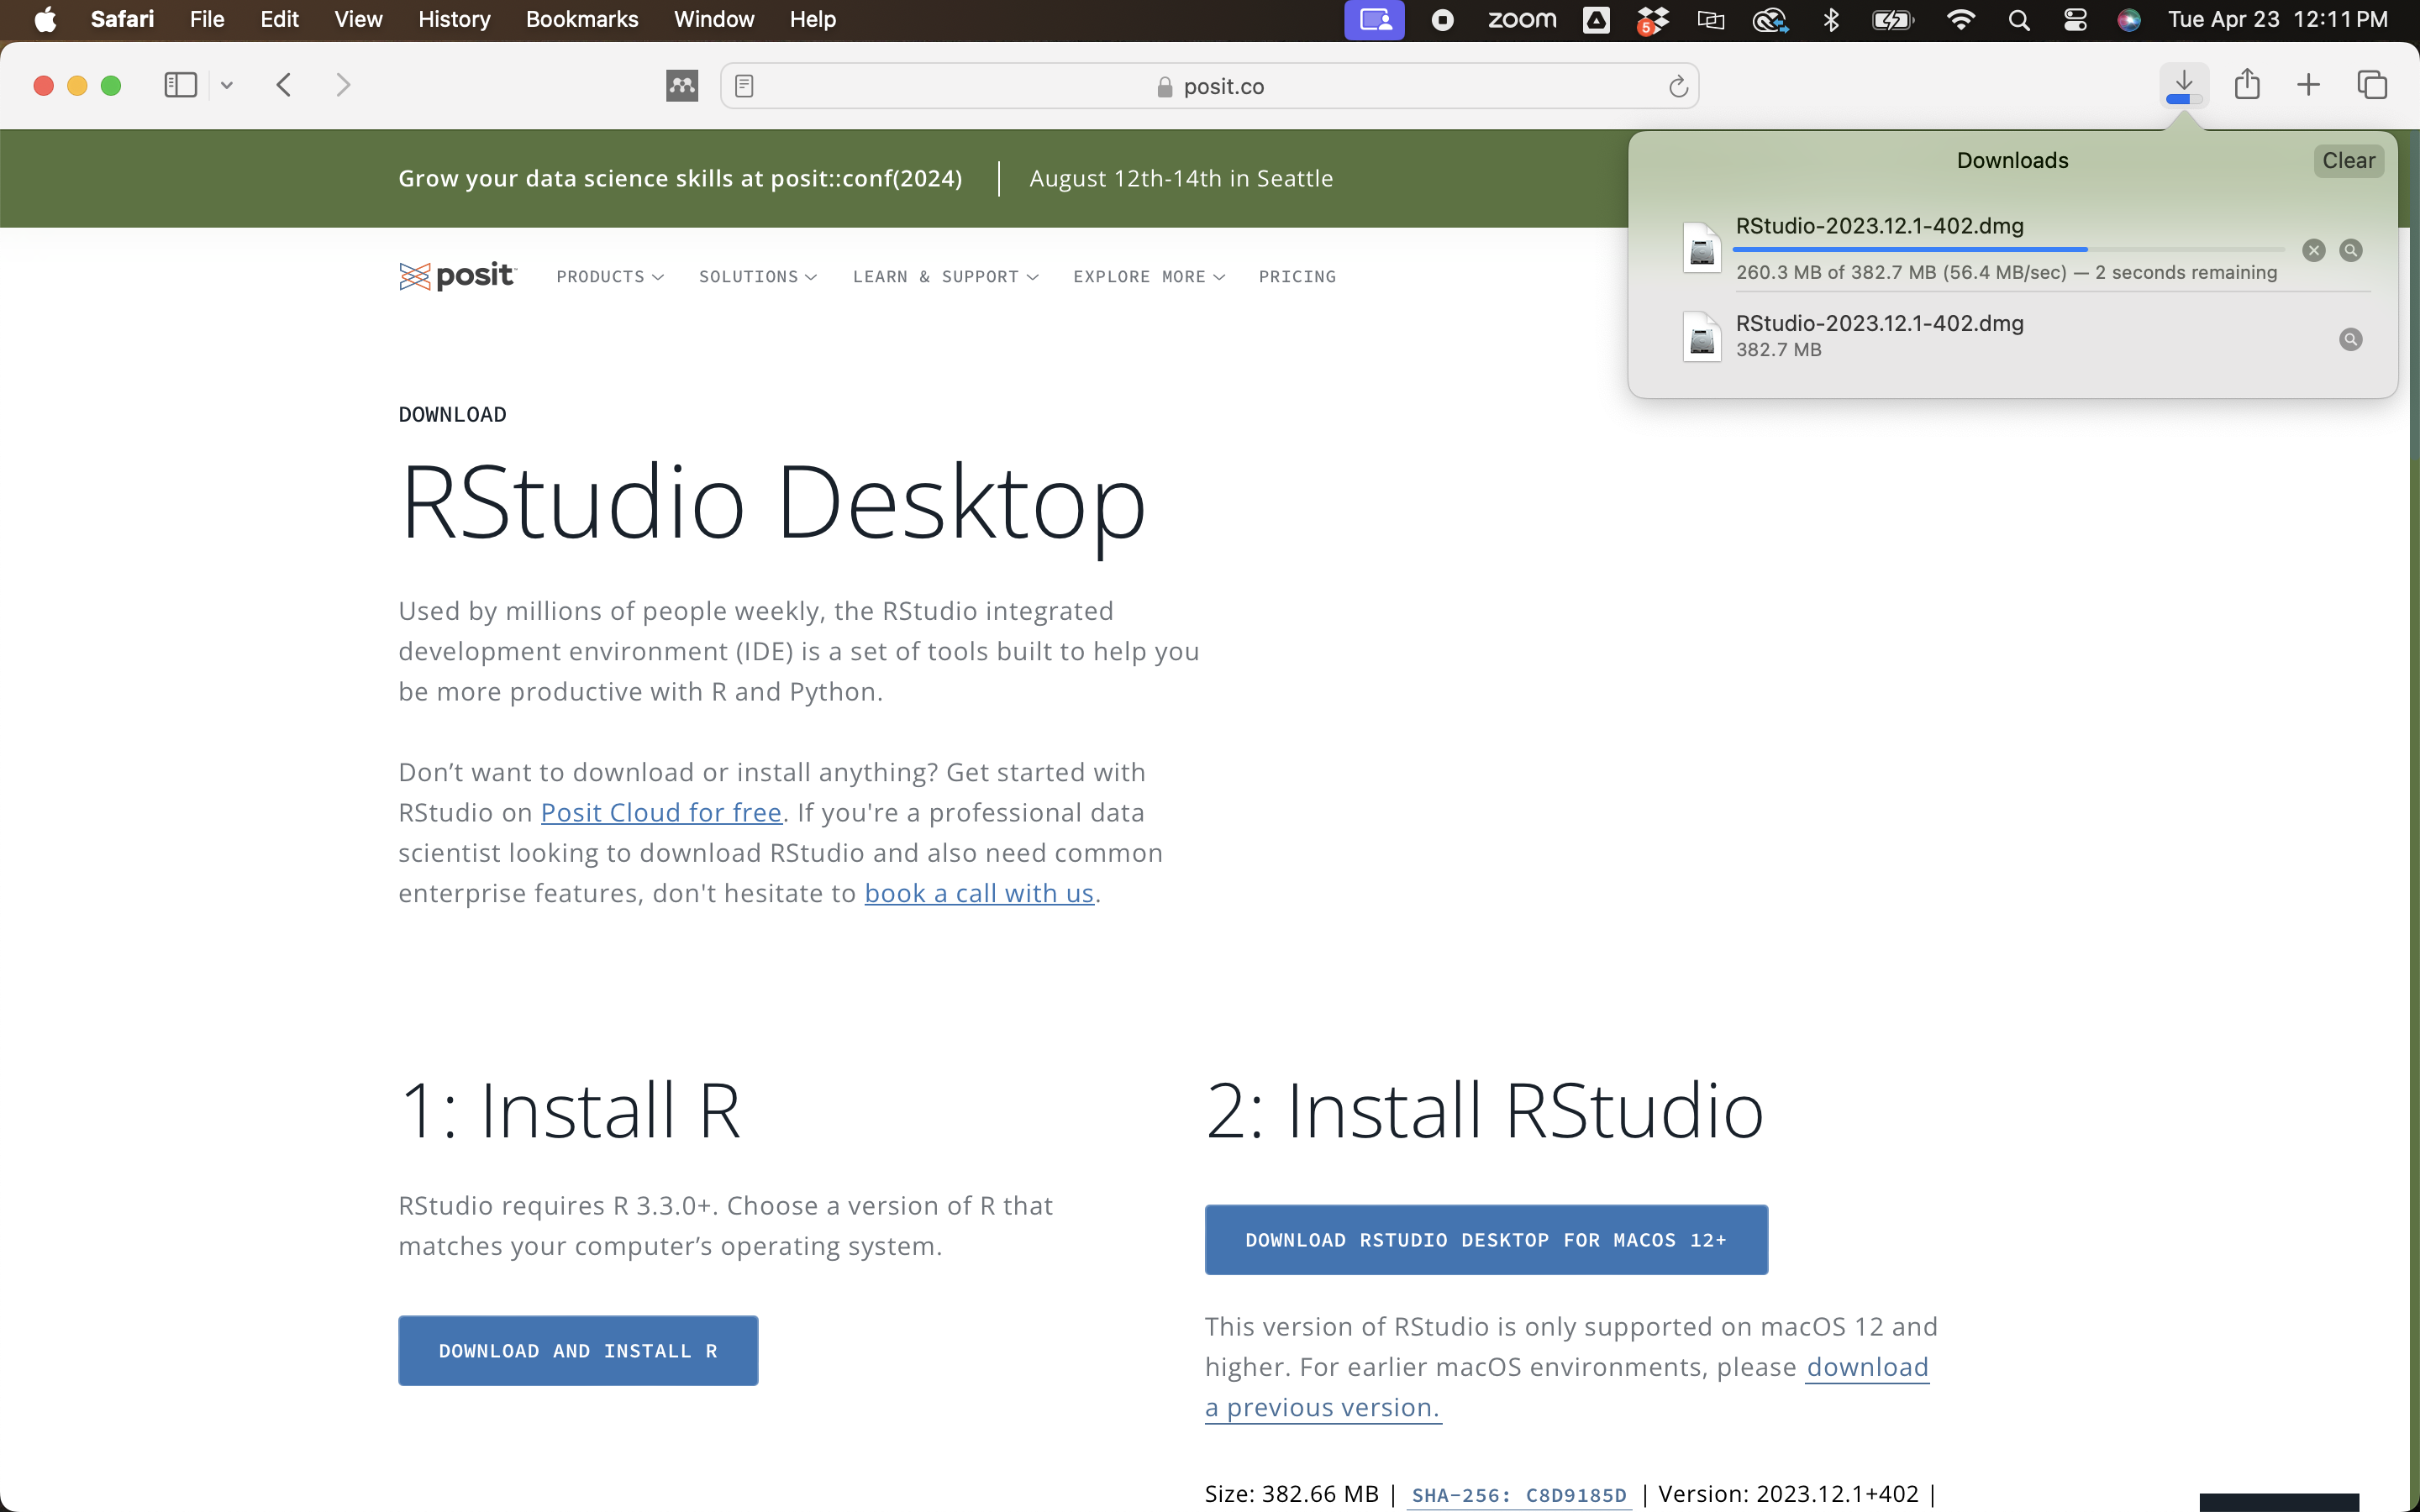 Safari File Edit View History Bookmarks Window Help zoom 5 Tue Apr 23 12:11 PM
posit.co
Grow your data science skills at posit::conf(2024) | August 12th-14th in Seattle
Downloads Clear
RStudio-2023.12.1-402.dmg
260.3 MB of 382.7 MB (56.4 MB/sec) — 2 seconds remaining
RStudio-2023.12.1-402.dmg
382.7 MB
posit PRODUCTS SOLUTIONS LEARN & SUPPORT EXPLORE MORE PRICING
DOWNLOAD
RStudio Desktop
Used by millions of people weekly, the RStudio integrated
development environment (IDE) is a set of tools built to help you
be more productive with R and Python.
Don’t want to download or install anything? Get started with
RStudio on Posit Cloud for free. If you're a professional data
scientist looking to download RStudio and also need common
enterprise features, don't hesitate to book a call with us.
1: Install R
RStudio requires R 3.3.0+. Choose a version of R that
matches your computer’s operating system.
DOWNLOAD AND INSTALL R
2: Install RStudio
DOWNLOAD RSTUDIO DESKTOP FOR MACOS 12+
This version of RStudio is only supported on macOS 12 and
higher. For earlier macOS environments, please download
a previous version.
Size: 382.66 MB | SHA-256: C8D9185D | Version: 2023.12.1+402 |